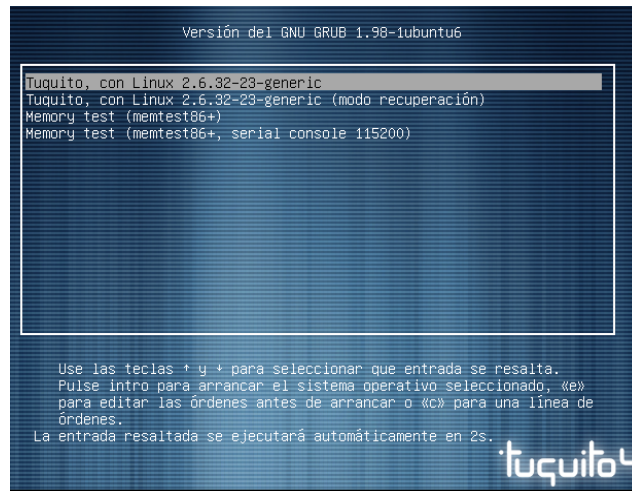 Versión del GNU GRUB 1.98-1ubuntu6
Tuquito, con Linux 2.6.32-23-generic
Tuquito, con Linux 2.6.32-23-generic (modo recuperación)
Memory test (memtest86+)
Memory test (memtest86+, serial console 115200)
Use las teclas ↑ y ↓ para seleccionar que entrada se resalta.
Pulse intro para arrancar el sistema operativo seleccionado, «e»
para editar las órdenes antes de arrancar o «c» para una línea de
órdenes.
La entrada resaltada se ejecutará automáticamente en 2s.
tuquito 4